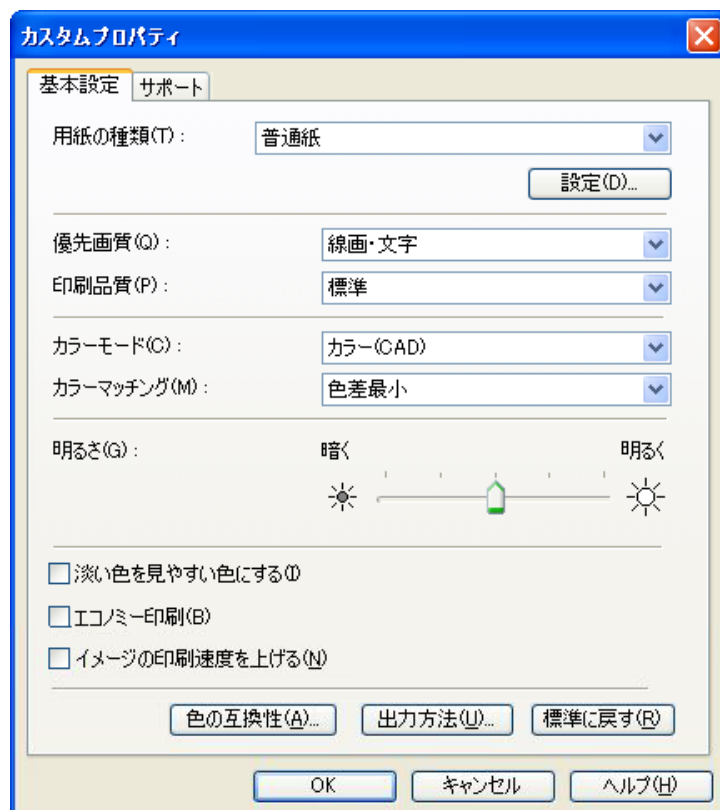 カスタムプロパティ
基本設定 サポート
用紙の種類(T): 普通紙
設定(D)...
優先画質(Q): 線画・文字
印刷品質(P): 標準
カラーモード(C): カラー(CAD)
カラーマッチング(M): 色差最小
明るさ(G): 暗く 明るく
淡い色を見やすい色にする(I)
エコノミー印刷(B)
イメージの印刷速度を上げる(N)
色の互換性(A)... 出力方法(U)... 標準に戻す(R)
OK キャンセル ヘルプ(H)